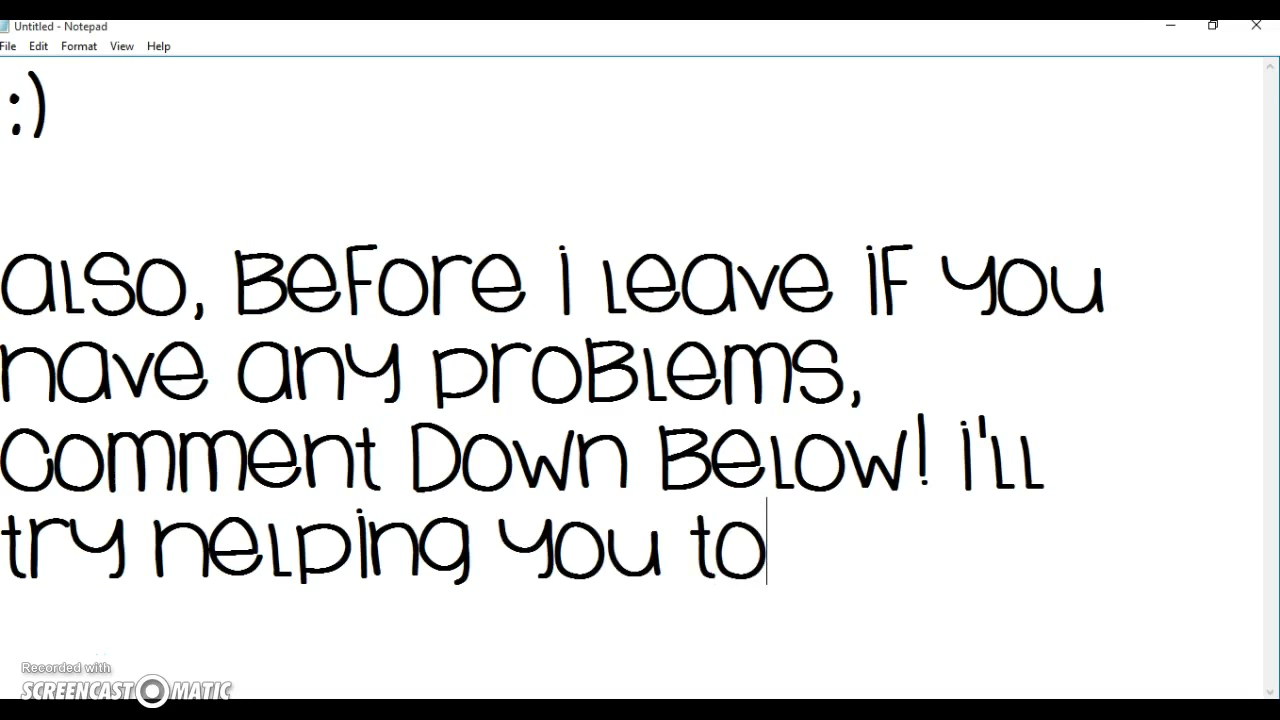 Untitled - Notepad
File Edit Format View Help
:)
also, Before I leave if you
have any problems,
comment Down Below! I'll
try helping you to
Recorded with
SCREENCAST-O-MATIC